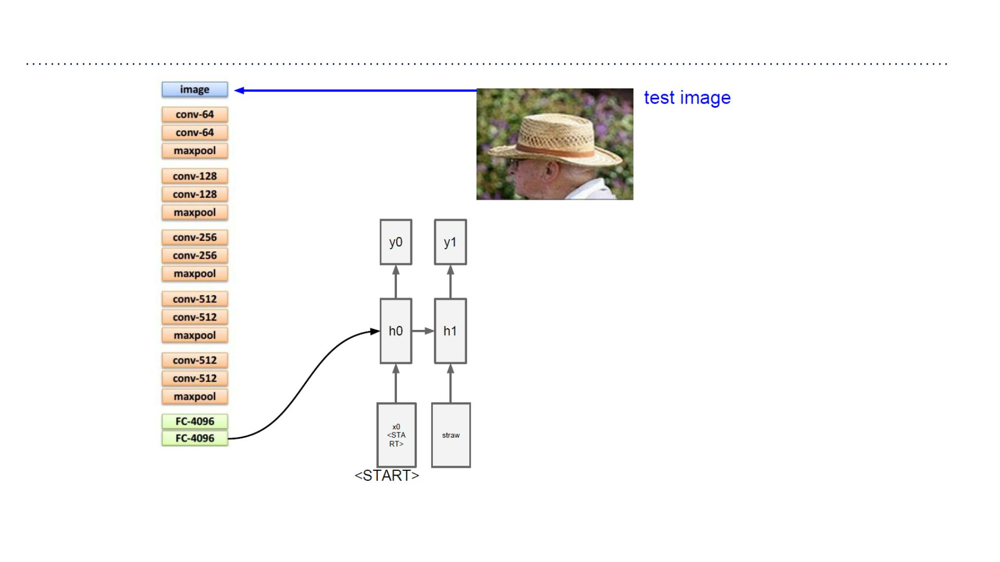 image
test image
conv-64
conv-64
maxpool
conv-128
conv-128
maxpool
conv-256
conv-256
maxpool
conv-512
conv-512
maxpool
conv-512
conv-512
maxpool
FC-4096
FC-4096
y0
y1
h0
h1
x0
<STA
RT>
straw
<START>